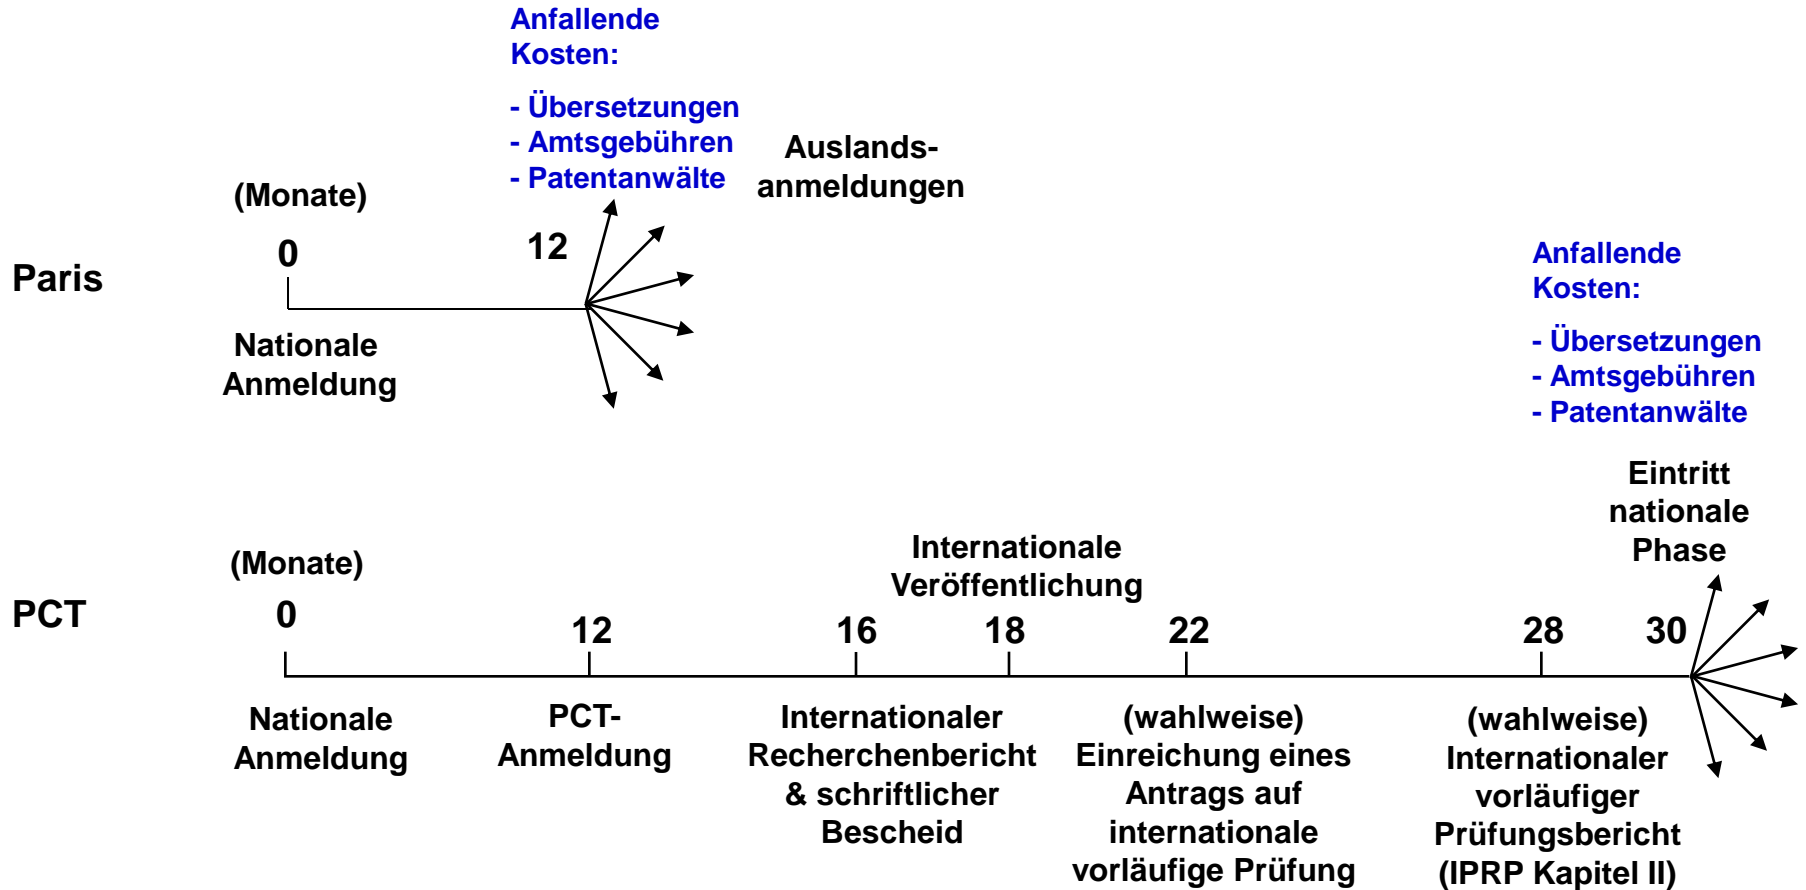 Anfallende
Kosten:
- Übersetzungen
- Amtsgebühren
- Patentanwälte
Auslands-
anmeldungen
(Monate)
0
12
Paris
Nationale
Anmeldung
Anfallende
Kosten:
- Übersetzungen
- Amtsgebühren
- Patentanwälte
Eintritt
nationale
Phase
(Monate)
Internationale
Veröffentlichung
PCT
0
12
16
18
22
28
30
Nationale
Anmeldung
PCT-
Anmeldung
Internationaler
Recherchenbericht
& schriftlicher
Bescheid
(wahlweise)
Einreichung eines
Antrags auf
internationale
vorläufige Prüfung
(wahlweise)
Internationaler
vorläufiger
Prüfungsbericht
(IPRP Kapitel II)